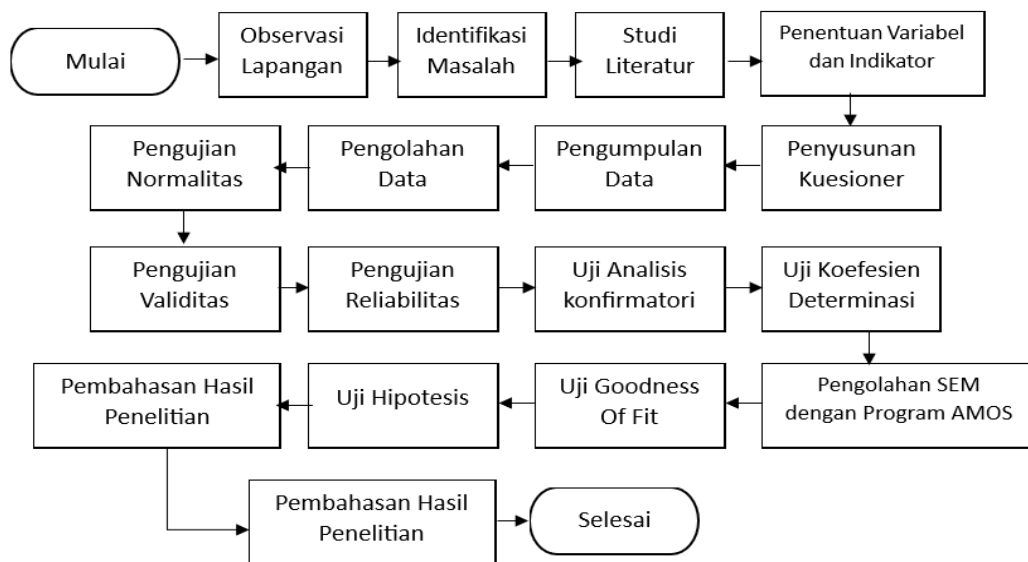 Mulai
Observasi
Lapangan
Identifikasi
Masalah
Studi
Literatur
Penentuan Variabel
dan Indikator
Penyusunan
Kuesioner
Pengumpulan
Data
Pengolahan
Data
Pengujian
Normalitas
Pengujian
Validitas
Pengujian
Reliabilitas
Uji Analisis
konfirmatori
Uji Koefesien
Determinasi
Pengolahan SEM
dengan Program AMOS
Uji Goodness
Of Fit
Uji Hipotesis
Pembahasan Hasil
Penelitian
Pembahasan Hasil
Penelitian
Selesai